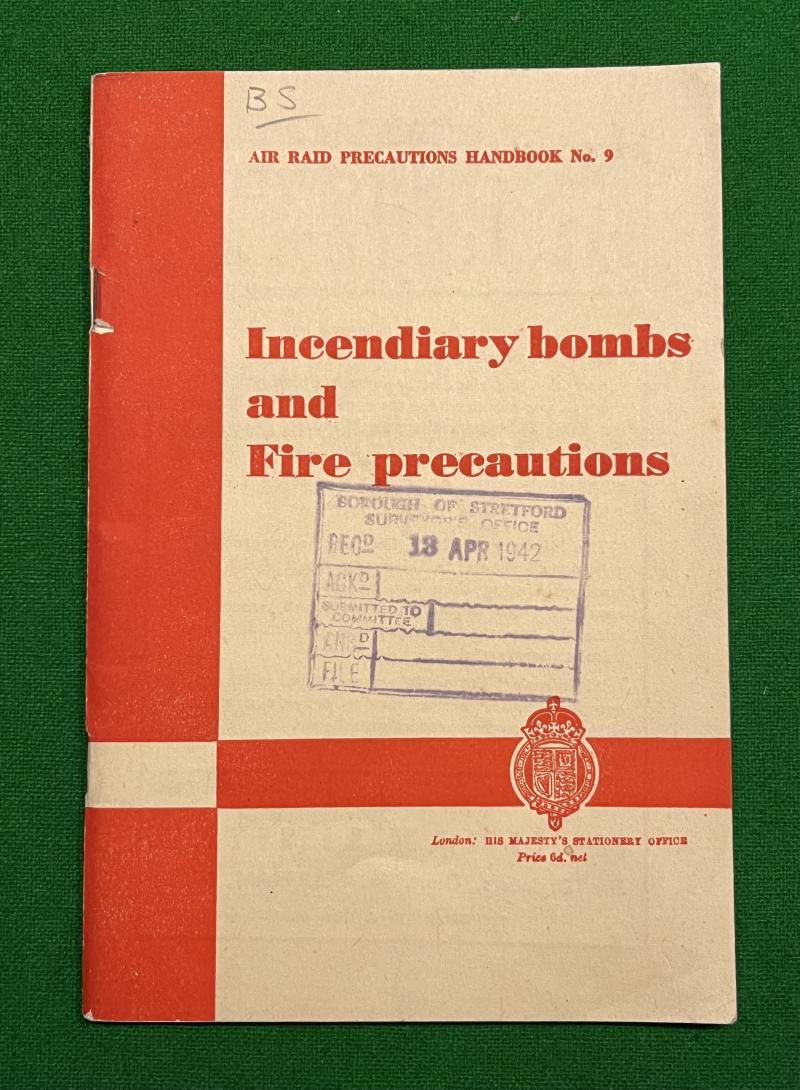 BS
AIR RAID PRECAUTIONS HANDBOOK No. 9
Incendiary bombs
and
Fire precautions
BOROUGH OF STRETFORD
SURVEYOR'S OFFICE
RECD 13 APR 1942
ACKD
SUBMITTED TO
COMMITTEE
ANSD
FILE
London: HIS MAJESTY'S STATIONERY OFFICE
Price 6d. net